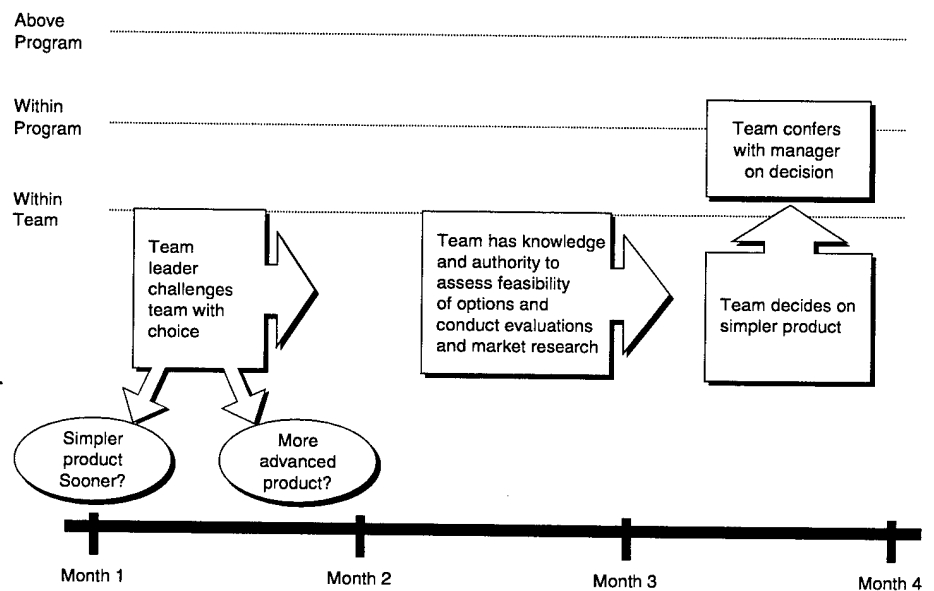 Above
Program
Within
Program
Team confers
with manager
on decision
Within
Team
Team
leader
challenges
team with
choice
Team has knowledge
and authority to
assess feasibility
of options and
conduct evaluations
and market research
Team decides on
simpler product
Simpler
product
Sooner?
More
advanced
product?
Month 1
Month 2
Month 3
Month 4